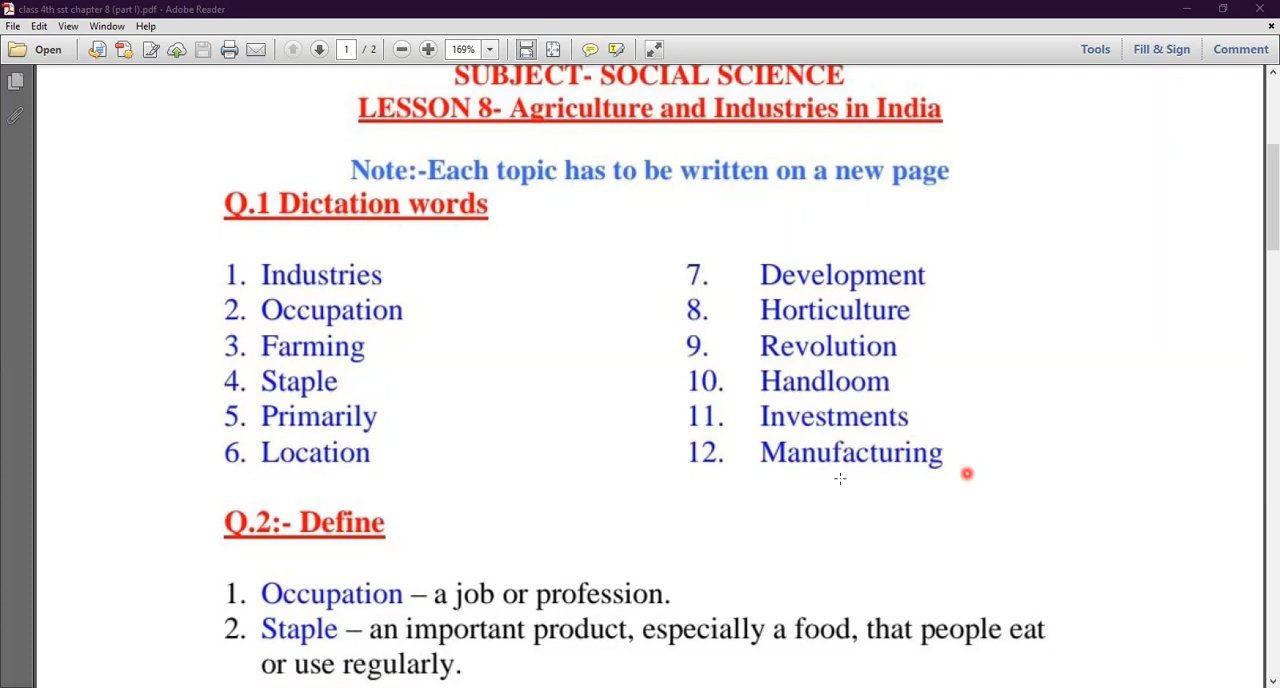 class 4th sst chapter 8 (part I).pdf - Adobe Reader
File Edit View Window Help
Open 1 / 2 169% Tools Fill & Sign Comment
SUBJECT- SOCIAL SCIENCE
LESSON 8- Agriculture and Industries in India
Note:-Each topic has to be written on a new page
Q.1 Dictation words
1. Industries 7. Development
2. Occupation 8. Horticulture
3. Farming 9. Revolution
4. Staple 10. Handloom
5. Primarily 11. Investments
6. Location 12. Manufacturing
Q.2:- Define
1. Occupation – a job or profession.
2. Staple – an important product, especially a food, that people eat
or use regularly.